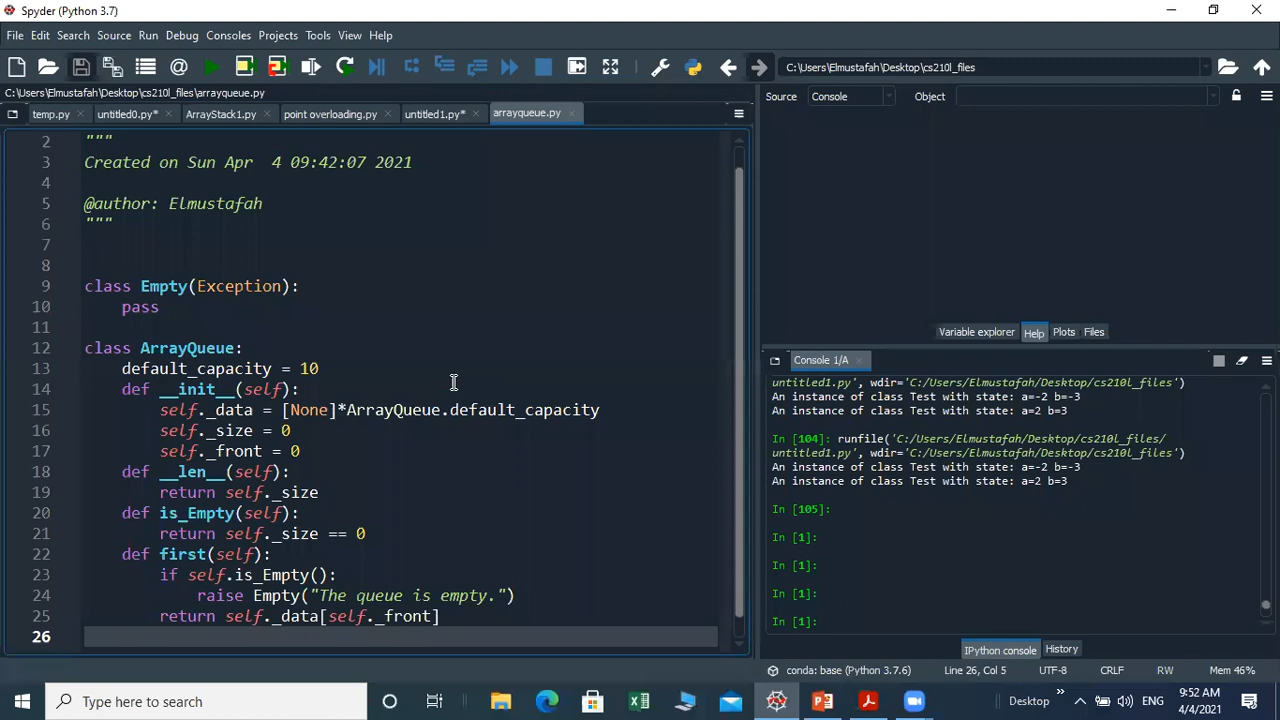 Spyder (Python 3.7)
File Edit Search Source Run Debug Consoles Projects Tools View Help
C:\Users\Elmustafah\Desktop\cs210l_files
C:\Users\Elmustafah\Desktop\cs210l_files\arrayqueue.py
temp.py untitled0.py* ArrayStack1.py point overloading.py untitled1.py* arrayqueue.py
2 """
3 Created on Sun Apr  4 09:42:07 2021
4
5 @author: Elmustafah
6 """
7
8
9 class Empty(Exception):
10     pass
11
12 class ArrayQueue:
13     default_capacity = 10
14     def __init__(self):
15         self._data = [None]*ArrayQueue.default_capacity
16         self._size = 0
17         self._front = 0
18     def __len__(self):
19         return self._size
20     def is_Empty(self):
21         return self._size == 0
22     def first(self):
23         if self.is_Empty():
24             raise Empty("The queue is empty.")
25         return self._data[self._front]
26
Source Console Object
Variable explorer Help Plots Files
Console 1/A
untitled1.py', wdir='C:/Users/Elmustafah/Desktop/cs210l_files')
An instance of class Test with state: a=-2 b=-3
An instance of class Test with state: a=2 b=3
In [104]: runfile('C:/Users/Elmustafah/Desktop/cs210l_files/
untitled1.py', wdir='C:/Users/Elmustafah/Desktop/cs210l_files')
An instance of class Test with state: a=-2 b=-3
An instance of class Test with state: a=2 b=3
In [105]:
In [1]:
In [1]:
In [1]:
In [1]:
IPython console History
conda: base (Python 3.7.6) Line 26, Col 5 UTF-8 CRLF RW Mem 46%
Type here to search
Desktop ENG
9:52 AM
4/4/2021